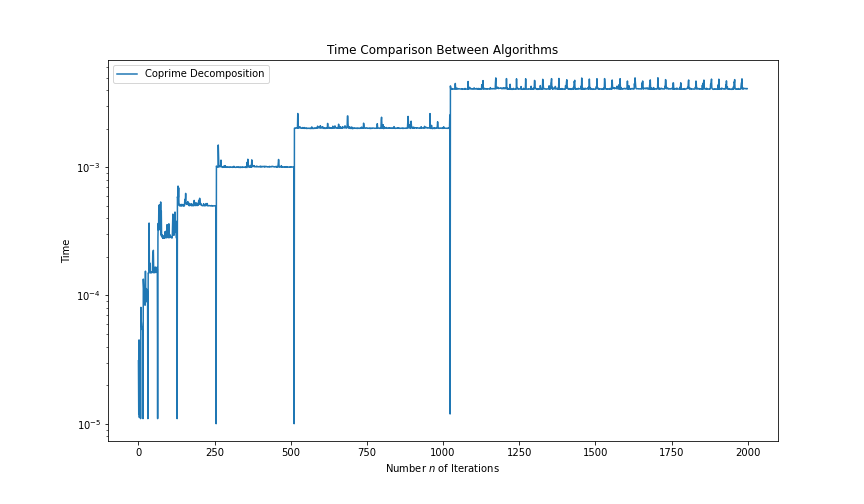 Time Comparison Between Algorithms
Coprime Decomposition
10⁻³
10⁻⁴
10⁻⁵
Time
0 250 500 750 1000 1250 1500 1750 2000
Number n of Iterations